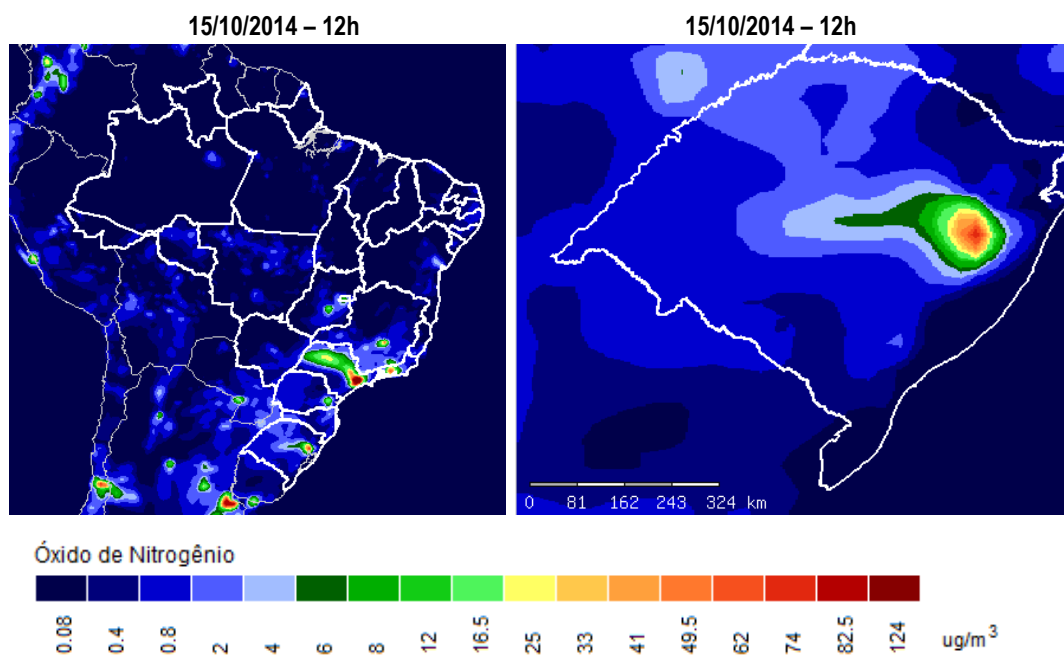 15/10/2014 – 12h
15/10/2014 – 12h
0 81 162 243 324 km
Óxido de Nitrogênio
0.08 0.4 0.8 2 4 6 8 12 16.5 25 33 41 49.5 62 74 82.5 124 ug/m³